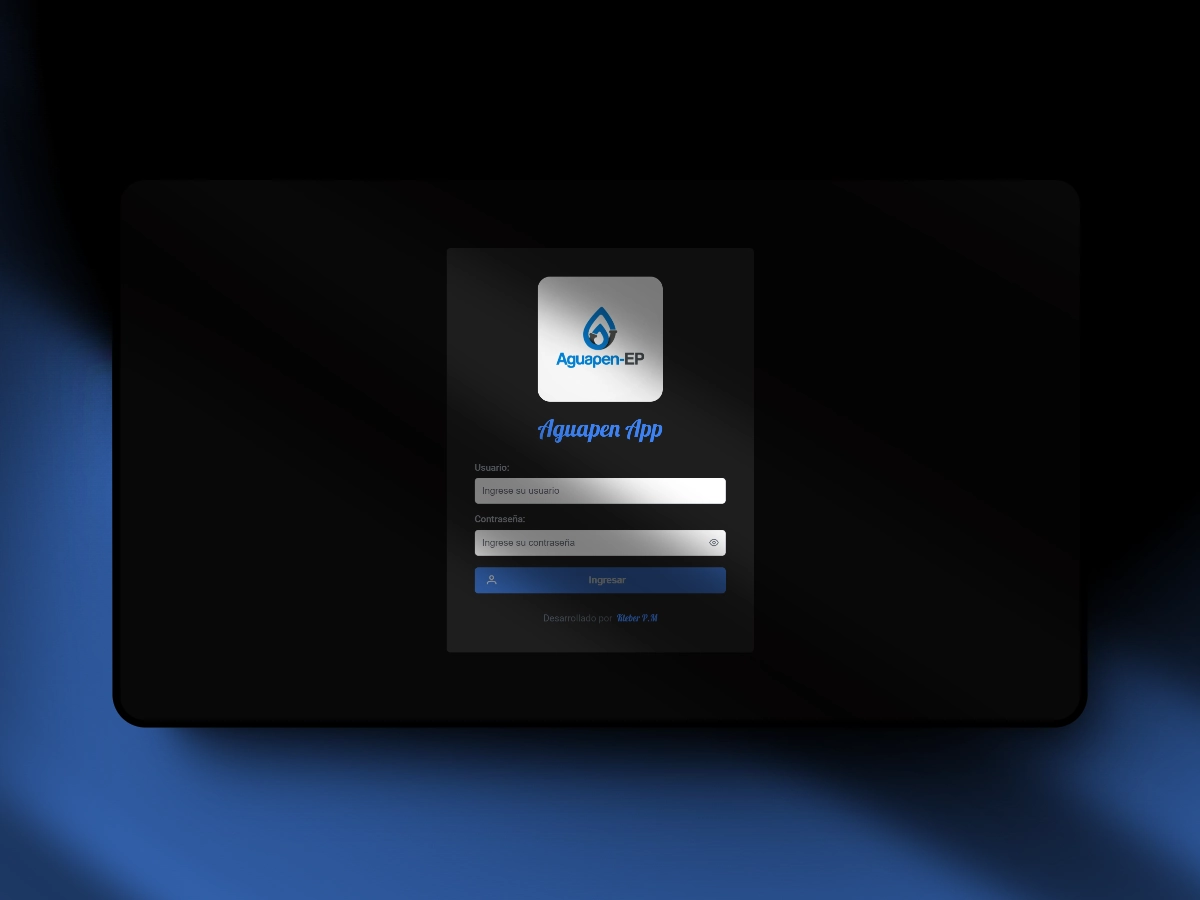 Aguapen-EP
Aguapen App
Usuario:
Ingrese su usuario
Contraseña:
Ingrese su contraseña
Ingresar
Desarrollado por Kleber P.M